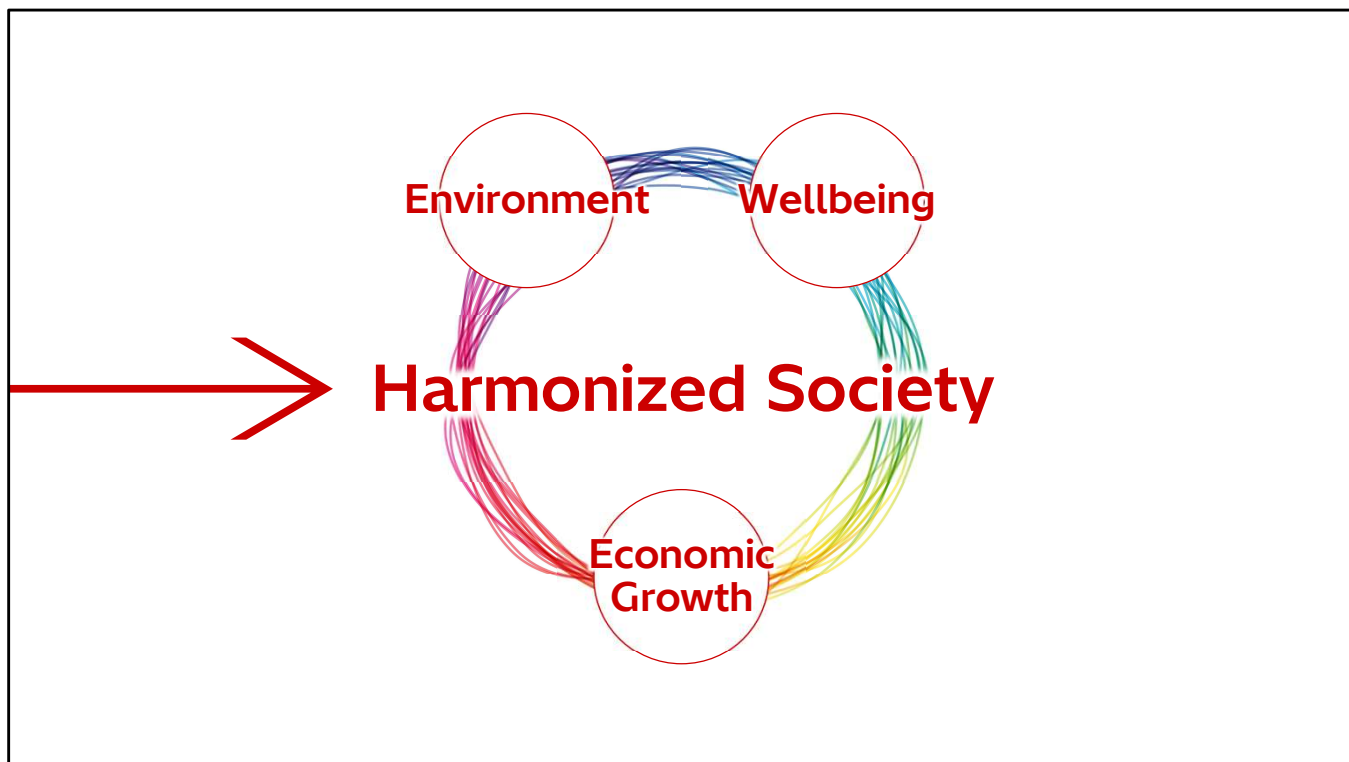 Environment
Wellbeing
Harmonized Society
Economic
Growth